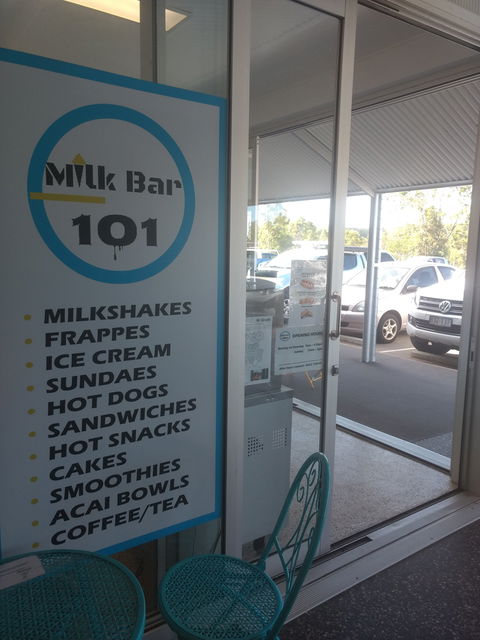 Milk Bar
101
MILKSHAKES
FRAPPES
ICE CREAM
SUNDAES
HOT DOGS
SANDWICHES
HOT SNACKS
CAKES
SMOOTHIES
ACAI BOWLS
COFFEE/TEA
OPENING HOURS